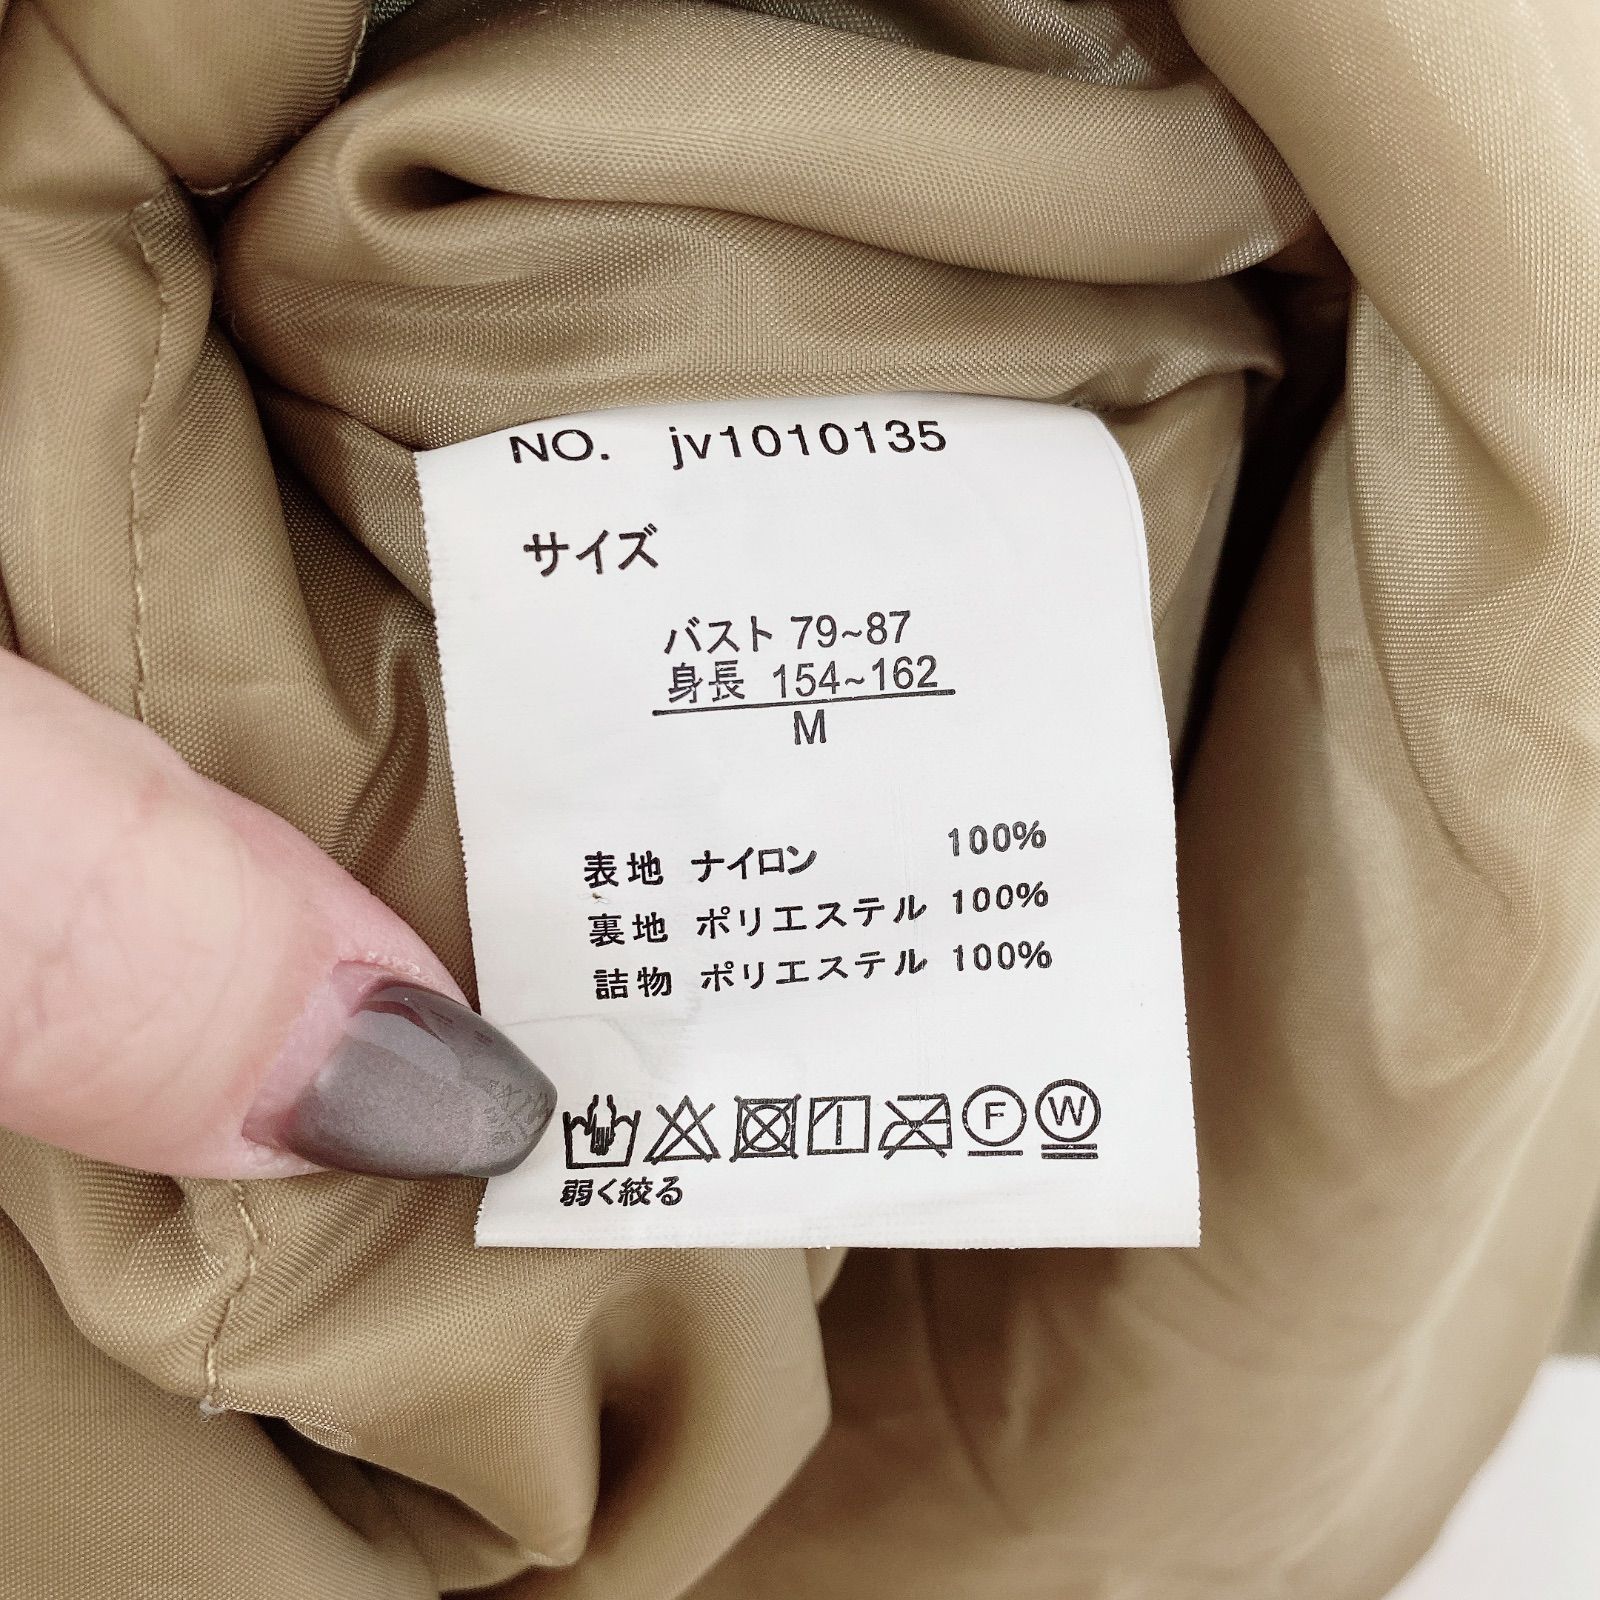 NO. jv1010135
サイズ
バスト 79~87
身長 154~162
M
表地 ナイロン 100%
裏地 ポリエステル 100%
詰物 ポリエステル 100%
F W
弱く絞る